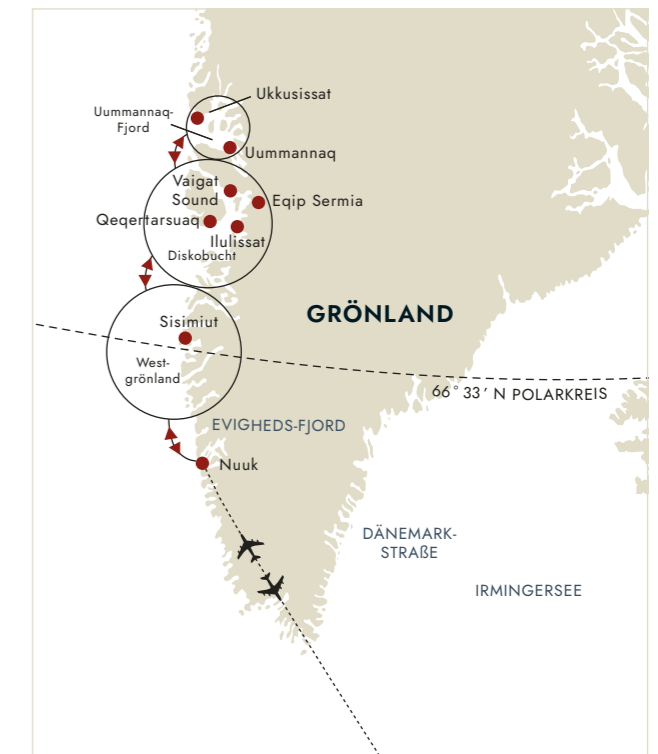 Ukkusissat
Uummannaq-
Fjord
Uummannaq
Vaigat
Sound
Eqip Sermia
Qeqertarsuaq
Ilulissat
Diskobucht
GRÖNLAND
Sisimiut
West-
grönland
66° 33’ N POLARKREIS
EVIGHEDS-FJORD
Nuuk
DÄNEMARK-
STRAßE
IRMINGERSEE